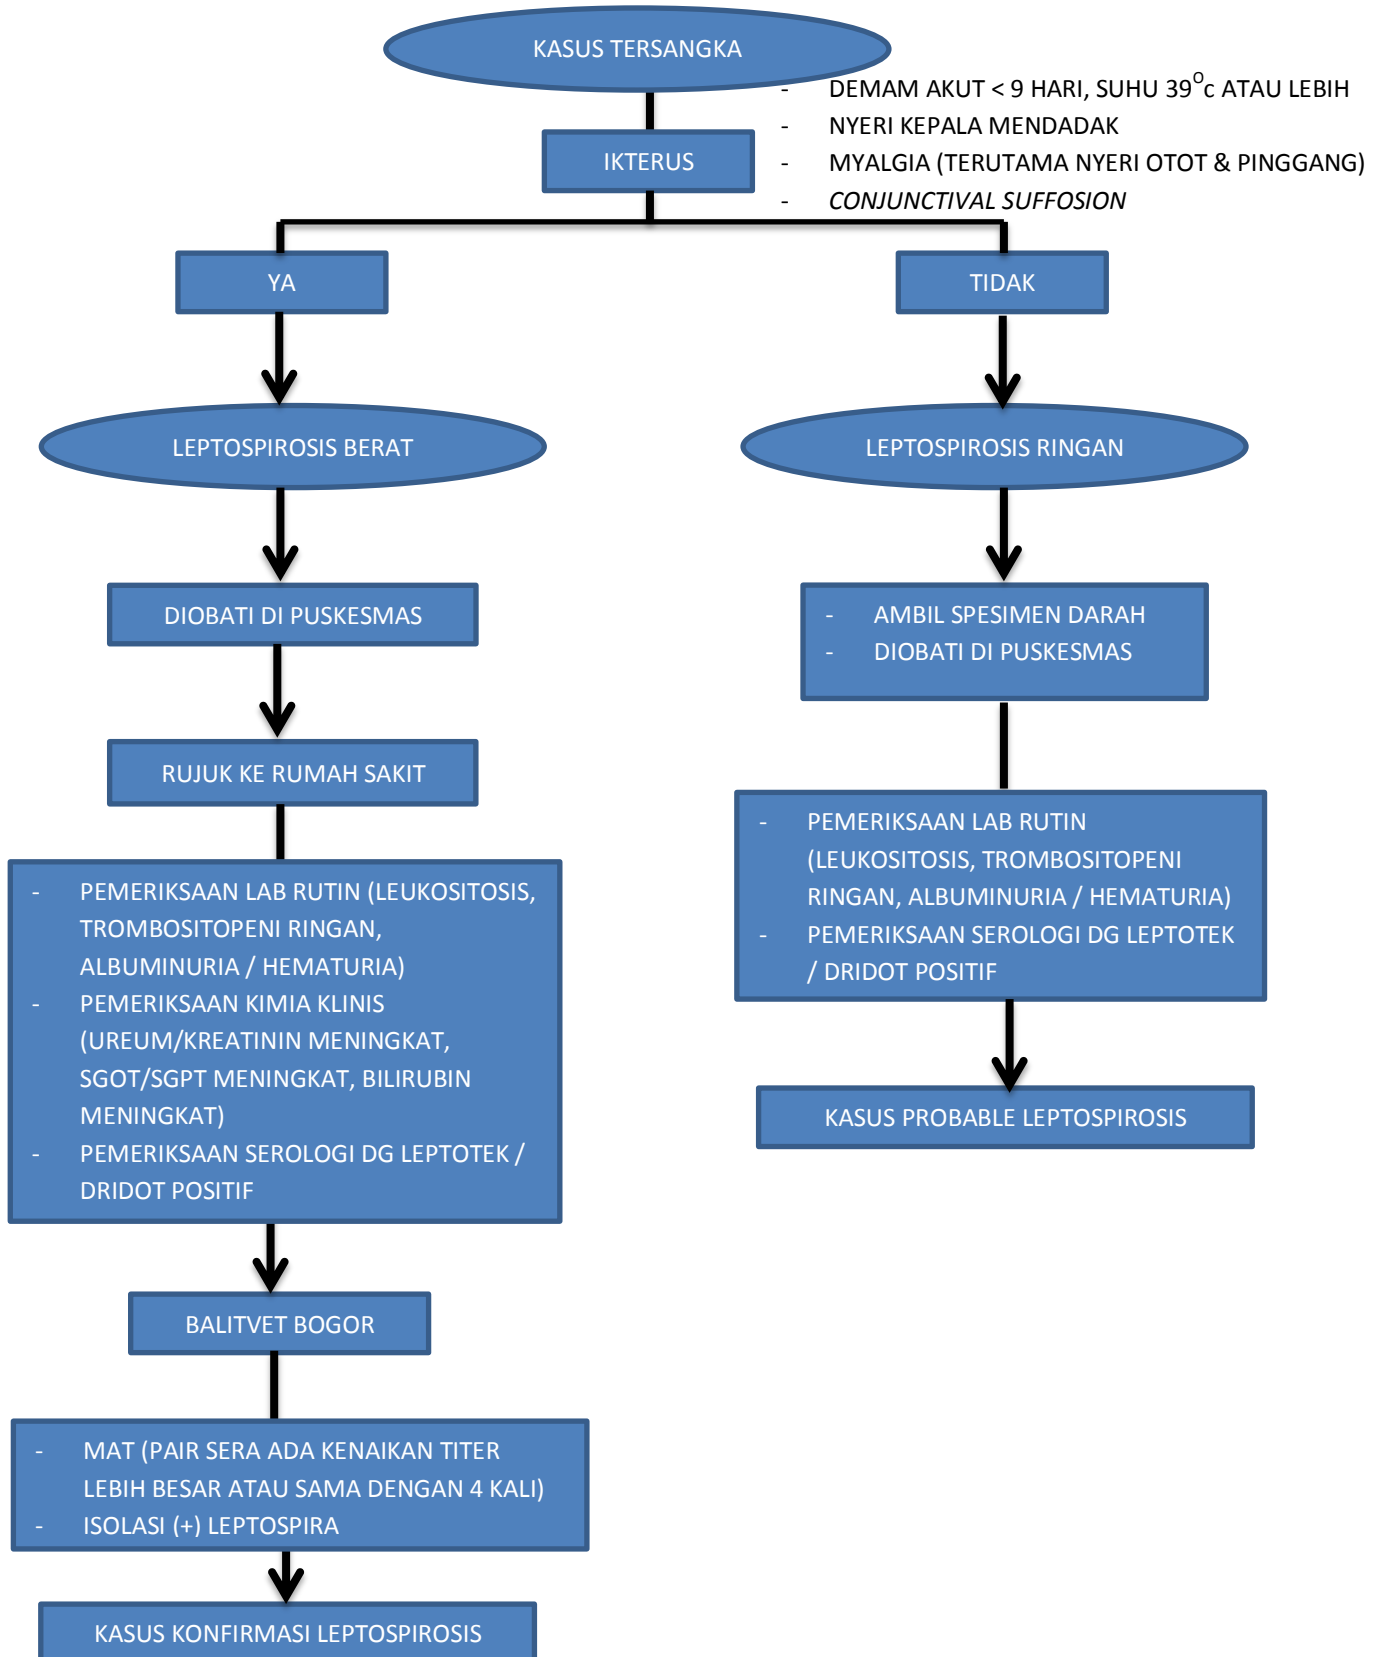 KASUS TERSANGKA
- DEMAM AKUT < 9 HARI, SUHU 39Oc ATAU LEBIH
- NYERI KEPALA MENDADAK
- MYALGIA (TERUTAMA NYERI OTOT & PINGGANG)
- CONJUNCTIVAL SUFFOSION
IKTERUS
YA
TIDAK
LEPTOSPIROSIS BERAT
LEPTOSPIROSIS RINGAN
DIOBATI DI PUSKESMAS
- AMBIL SPESIMEN DARAH
- DIOBATI DI PUSKESMAS
RUJUK KE RUMAH SAKIT
- PEMERIKSAAN LAB RUTIN
(LEUKOSITOSIS, TROMBOSITOPENI
RINGAN, ALBUMINURIA / HEMATURIA)
- PEMERIKSAAN SEROLOGI DG LEPTOTEK
/ DRIDOT POSITIF
- PEMERIKSAAN LAB RUTIN (LEUKOSITOSIS,
TROMBOSITOPENI RINGAN,
ALBUMINURIA / HEMATURIA)
- PEMERIKSAAN KIMIA KLINIS
(UREUM/KREATININ MENINGKAT,
SGOT/SGPT MENINGKAT, BILIRUBIN
MENINGKAT)
- PEMERIKSAAN SEROLOGI DG LEPTOTEK /
DRIDOT POSITIF
KASUS PROBABLE LEPTOSPIROSIS
BALITVET BOGOR
- MAT (PAIR SERA ADA KENAIKAN TITER
LEBIH BESAR ATAU SAMA DENGAN 4 KALI)
- ISOLASI (+) LEPTOSPIRA
KASUS KONFIRMASI LEPTOSPIROSIS